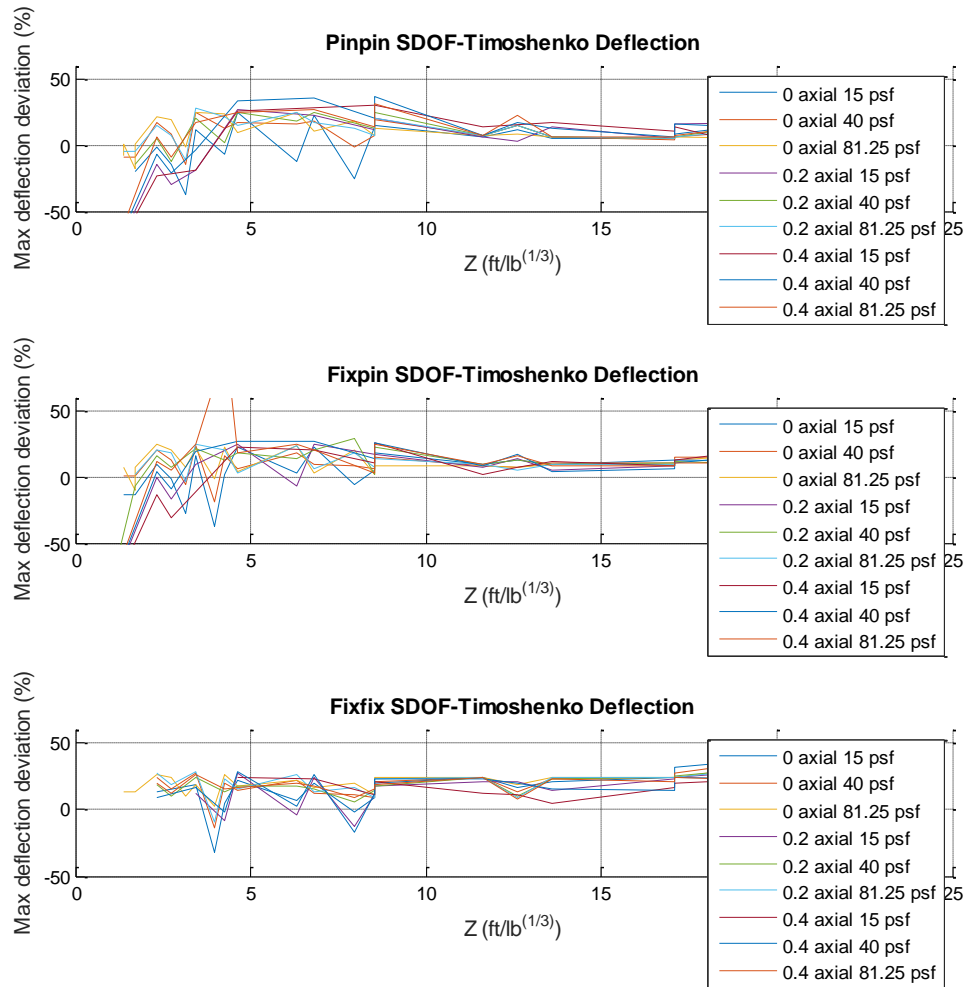 Pinpin SDOF-Timoshenko Deflection
Max deflection deviation (%)
50
0
-50
0
5
10
15
25
Z (ft/lb^(1/3))
0 axial 15 psf
0 axial 40 psf
0 axial 81.25 psf
0.2 axial 15 psf
0.2 axial 40 psf
0.2 axial 81.25 psf
0.4 axial 15 psf
0.4 axial 40 psf
0.4 axial 81.25 psf
Fixpin SDOF-Timoshenko Deflection
Max deflection deviation (%)
50
0
-50
0
5
10
15
25
Z (ft/lb^(1/3))
0 axial 15 psf
0 axial 40 psf
0 axial 81.25 psf
0.2 axial 15 psf
0.2 axial 40 psf
0.2 axial 81.25 psf
0.4 axial 15 psf
0.4 axial 40 psf
0.4 axial 81.25 psf
Fixfix SDOF-Timoshenko Deflection
Max deflection deviation (%)
50
0
-50
0
5
10
15
25
Z (ft/lb^(1/3))
0 axial 15 psf
0 axial 40 psf
0 axial 81.25 psf
0.2 axial 15 psf
0.2 axial 40 psf
0.2 axial 81.25 psf
0.4 axial 15 psf
0.4 axial 40 psf
0.4 axial 81.25 psf